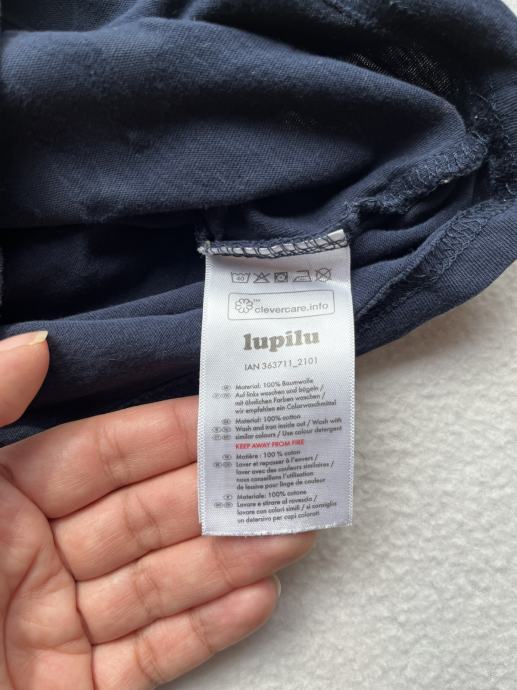 40
clevercare.info
TM
lupilu
IAN 363711_2101
Material: 100% Baumwolle
Auf links waschen und bügeln /
mit ähnlichen Farben waschen /
wir empfehlen ein Colorwaschmittel
Material: 100% cotton
Wash and iron inside out / Wash with
similar colours / Use colour detergent
KEEP AWAY FROM FIRE
Matière : 100 % coton
Laver et repasser à l'envers /
laver avec des couleurs similaires /
nous conseillons l'utilisation
de lessive pour linge de couleur
Materiale: 100% cotone
Lavare e stirare al rovescio /
lavare con colori simili / si consiglia
un detersivo per capi colorati